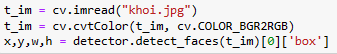 t_im = cv.imread("khoi.jpg")
t_im = cv.cvtColor(t_im, cv.COLOR_BGR2RGB)
x,y,w,h = detector.detect_faces(t_im)[0]['box']